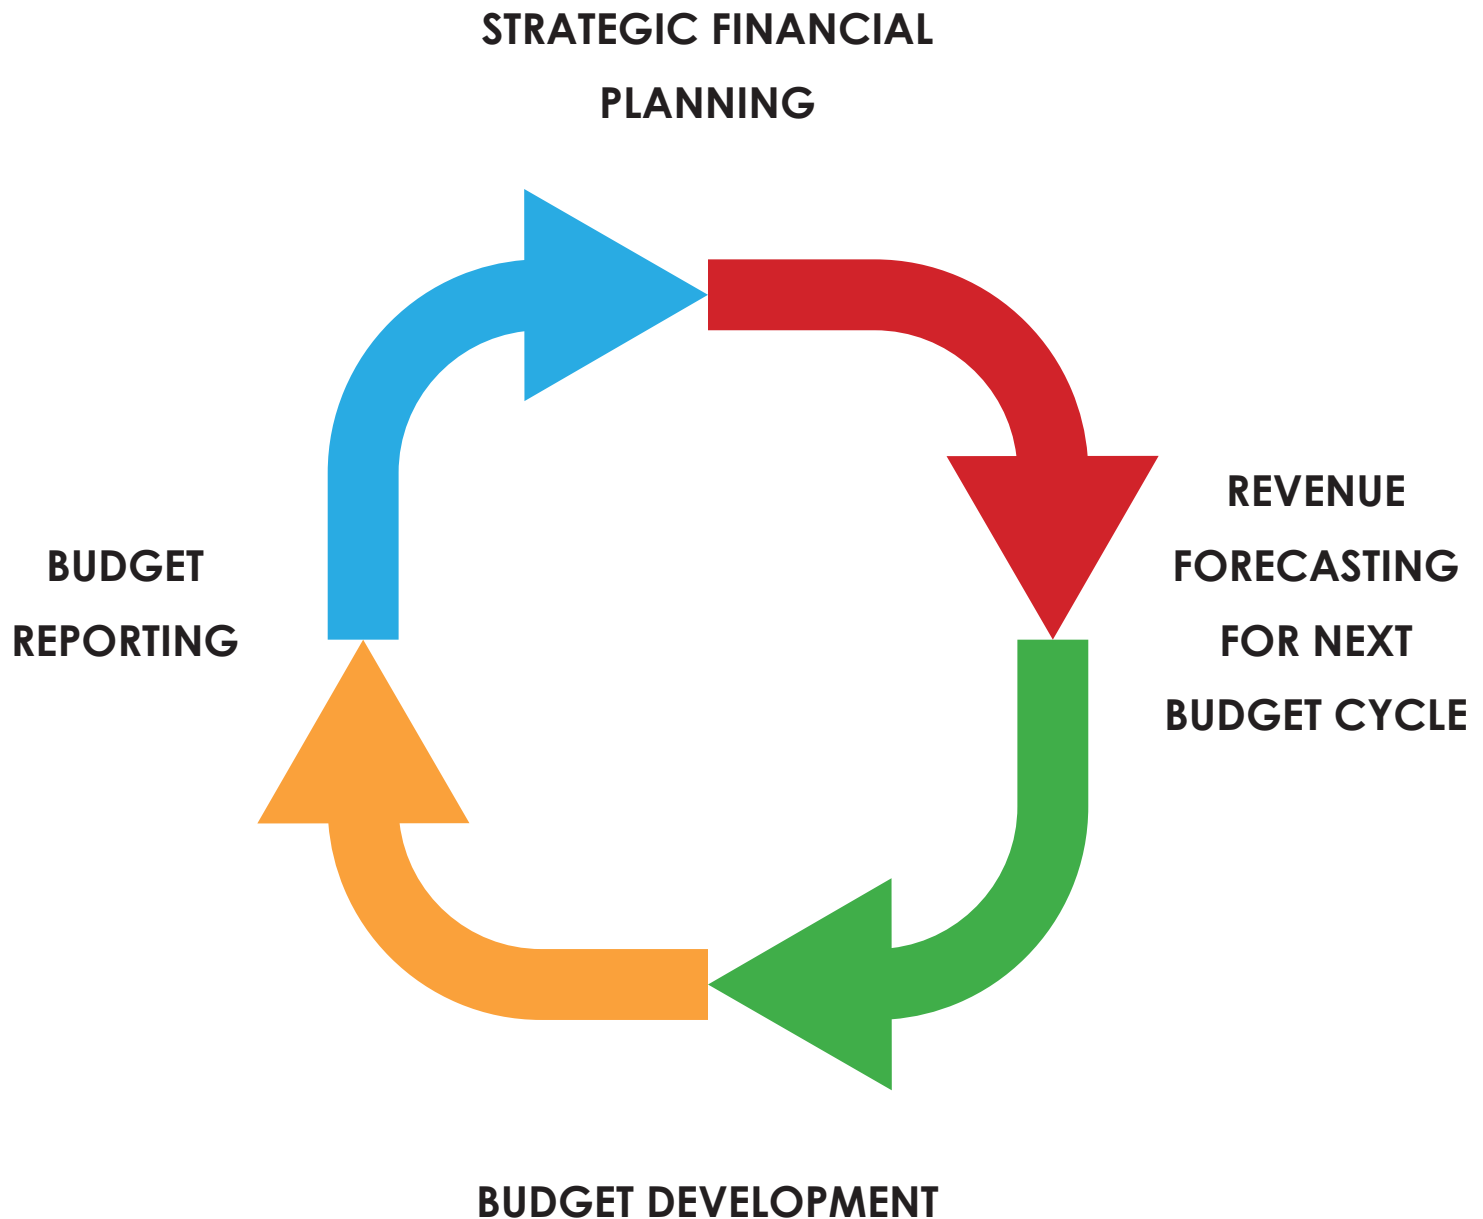 STRATEGIC FINANCIAL
PLANNING
REVENUE
FORECASTING
FOR NEXT
BUDGET CYCLE
BUDGET
REPORTING
BUDGET DEVELOPMENT